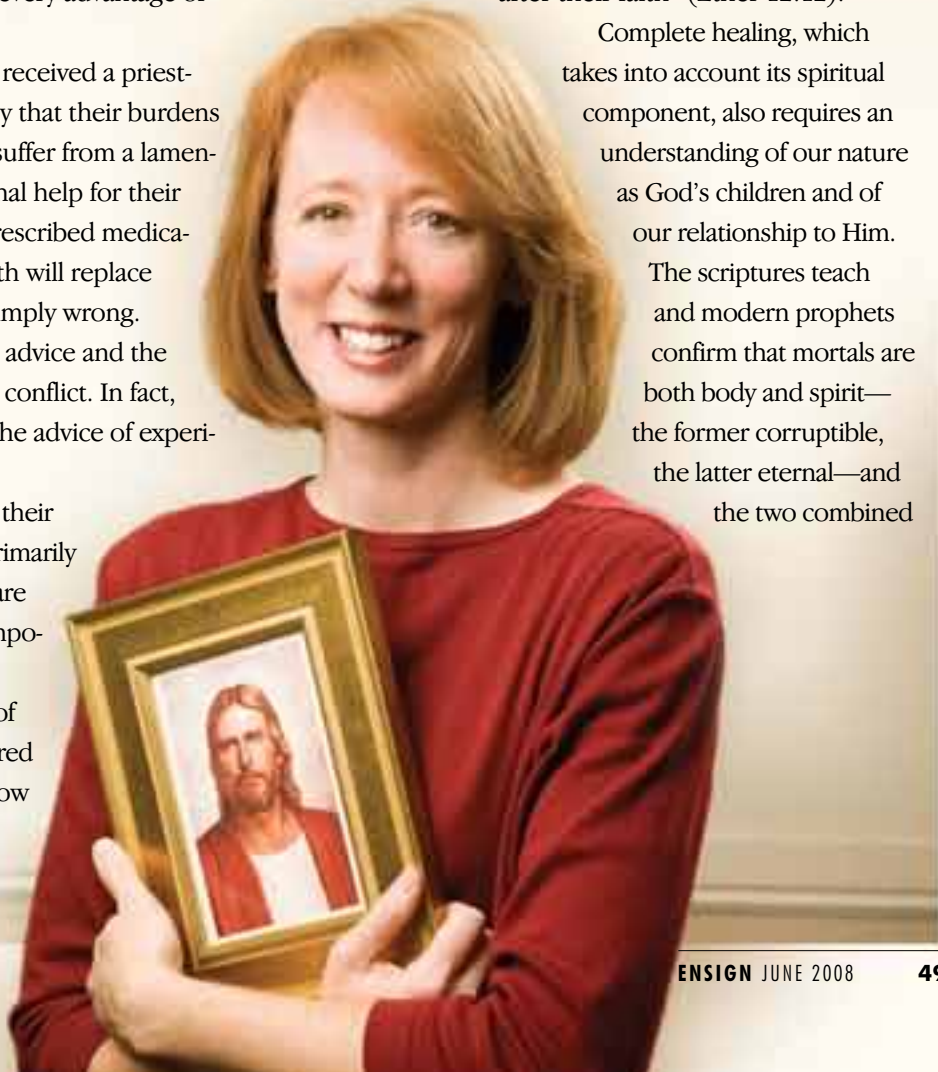 every advantage of
received a priest-
y that their burdens
suffer from a lamen-
nal help for their
rescribed medica-
th will replace
mply wrong.
advice and the
conflict. In fact,
he advice of experi-
their
rimarily
are
mpo-
of
red
ow
after their faith" (Ether 12:12).
Complete healing, which
takes into account its spiritual
component, also requires an
understanding of our nature
as God's children and of
our relationship to Him.
The scriptures teach
and modern prophets
confirm that mortals are
both body and spirit—
the former corruptible,
the latter eternal—and
the two combined
ENSIGN JUNE 2008 49